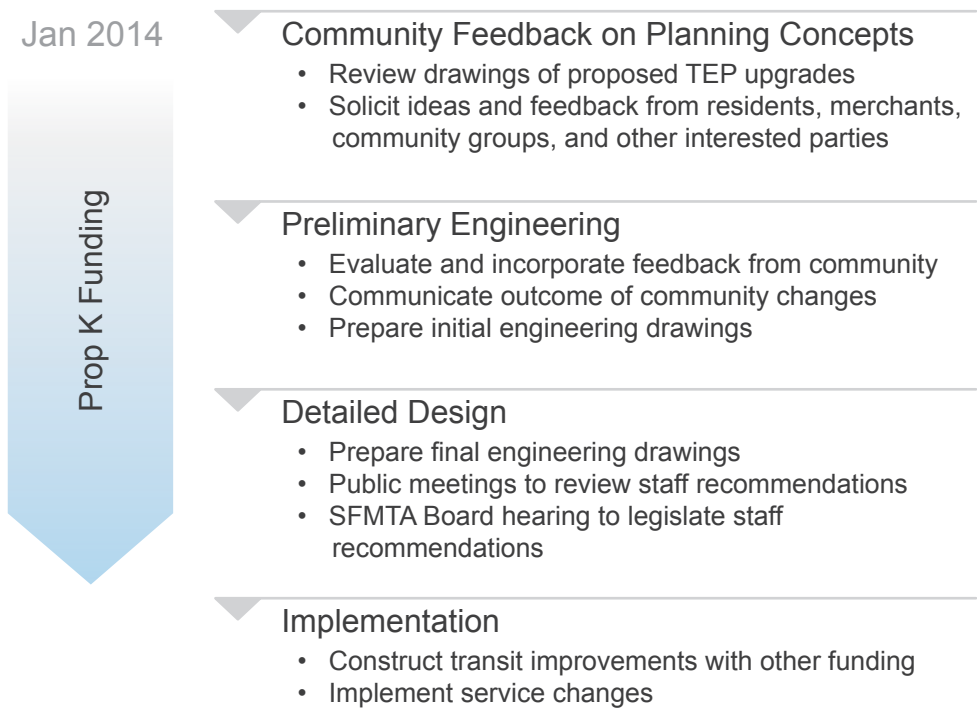 Jan 2014
Prop K Funding
Community Feedback on Planning Concepts
• Review drawings of proposed TEP upgrades
• Solicit ideas and feedback from residents, merchants,
community groups, and other interested parties
Preliminary Engineering
• Evaluate and incorporate feedback from community
• Communicate outcome of community changes
• Prepare initial engineering drawings
Detailed Design
• Prepare final engineering drawings
• Public meetings to review staff recommendations
• SFMTA Board hearing to legislate staff
recommendations
Implementation
• Construct transit improvements with other funding
• Implement service changes